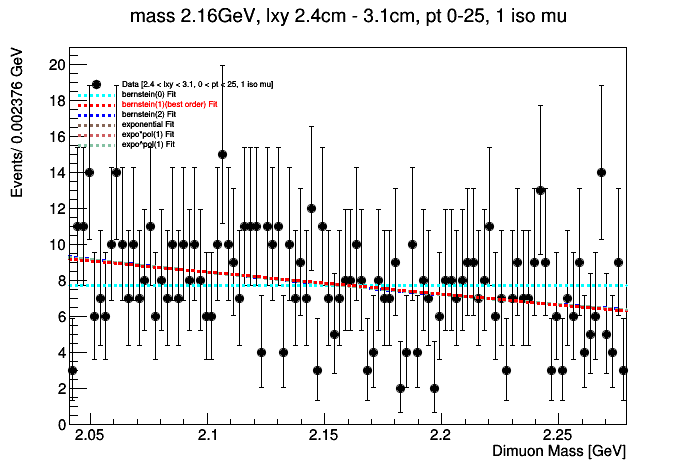 mass 2.16GeV, lxy 2.4cm - 3.1cm, pt 0-25, 1 iso mu
Events/ 0.002376 GeV
20
18
16
14
12
10
8
6
4
2
0
Data [2.4 < lxy < 3.1, 0 < pt < 25, 1 iso mu]
bernstein(0) Fit
bernstein(1)(best order) Fit
bernstein(2) Fit
exponential Fit
expo*pol(1) Fit
expo*pol(1) Fit
2.05 2.1 2.15 2.2 2.25
Dimuon Mass [GeV]